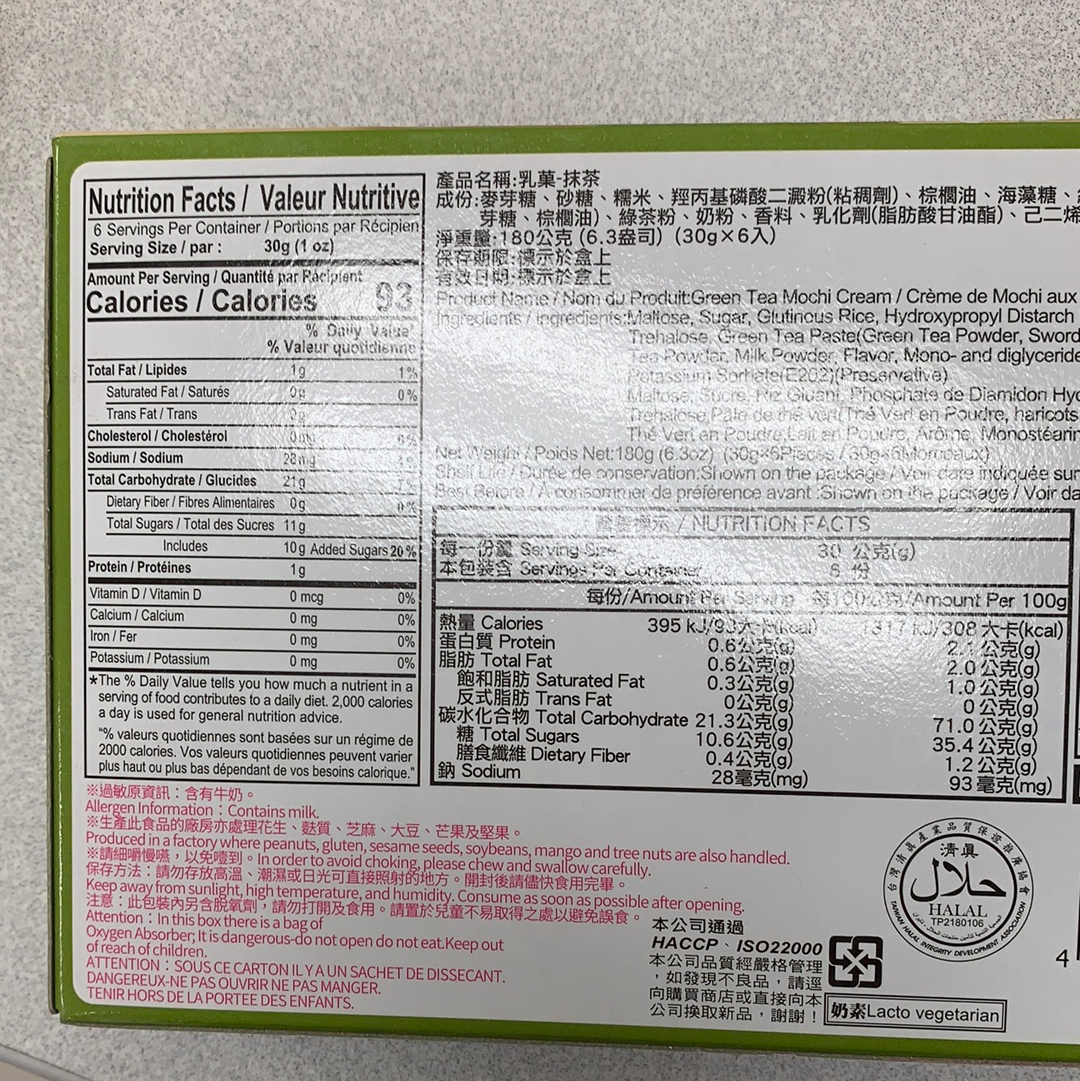 Nutrition Facts / Valeur Nutritive
6 Servings Per Container / Portions par Récipien
Serving Size / par : 30g (1 oz)
Amount Per Serving / Quantité par Récipient
Calories / Calories 93
% Daily Value*
% Valeur quotidienne
Total Fat / Lipides 1g 1%
Saturated Fat / Saturés 0g 0%
Trans Fat / Trans 0g
Cholesterol / Cholestérol 0mg 0%
Sodium / Sodium 28mg
Total Carbohydrate / Glucides 21g
Dietary Fiber / Fibres Alimentaires 0g 0%
Total Sugars / Total des Sucres 11g
Includes 10g Added Sugars 20%
Protein / Protéines 1g
Vitamin D / Vitamin D 0 mcg 0%
Calcium / Calcium 0 mg 0%
Iron / Fer 0 mg 0%
Potassium / Potassium 0 mg 0%
*The % Daily Value tells you how much a nutrient in a
serving of food contributes to a daily diet. 2,000 calories
a day is used for general nutrition advice.
"% valeurs quotidiennes sont basées sur un régime de
2000 calories. Vos valeurs quotidiennes peuvent varier
plus haut ou plus bas dépendant de vos besoins calorique."
產品名稱:乳菓-抹茶
成份:麥芽糖、砂糖、糯米、羥丙基磷酸二澱粉(粘稠劑)、棕櫚油、海藻糖、
芽糖、棕櫚油)、綠茶粉、奶粉、香料、乳化劑(脂肪酸甘油酯)、己二烯
淨重量:180公克 (6.3盎司) (30g×6入)
保存期限:標示於盒上
有效日期:標示於盒上
Product Name / Nom du Produit:Green Tea Mochi Cream / Crème de Mochi aux
Ingredients / ingrédients:Maltose, Sugar, Glutinous Rice, Hydroxypropyl Distarch
Trehalose, Green Tea Paste(Green Tea Powder, Sword
Tea Powder, Milk Powder, Flavor, Mono- and diglyceride
Potassium Sorbate(E202)(Preservative)
Maltose, Sucre, Riz Gluant, Phosphate de Diamidon Hyd
Trehalose, Pâte de thé vert(Thé Vert en Poudre, haricots
Thé Vert en Poudre,Lait en Poudre, Arôme, Monostéarin
Net Weight / Poids Net:180g (6.3oz) (30g×6Pieces / 30g×6Morceaux)
Shelf Life / Durée de conservation:Shown on the package / Voir date indiquée sur
Best Before / A consommer de préférence avant :Shown on the package / Voir da
營養標示 / NUTRITION FACTS
每一份量 Serving Size 30 公克(g)
本包裝含 Servings Per Container 6 份
每份/Amount Per Serving 每100公克/Amount Per 100g
熱量 Calories 395 kJ/93大卡(kcal) 1317 kJ/308大卡(kcal)
蛋白質 Protein 0.6公克(g) 2.1公克(g)
脂肪 Total Fat 0.6公克(g) 2.0公克(g)
飽和脂肪 Saturated Fat 0.3公克(g) 1.0公克(g)
反式脂肪 Trans Fat 0公克(g) 0公克(g)
碳水化合物 Total Carbohydrate 21.3公克(g) 71.0公克(g)
糖 Total Sugars 10.6公克(g) 35.4公克(g)
膳食纖維 Dietary Fiber 0.4公克(g) 1.2公克(g)
鈉 Sodium 28毫克(mg) 93毫克(mg)
※過敏原資訊：含有牛奶。
Allergen Information：Contains milk.
※生產此食品的廠房亦處理花生、麩質、芝麻、大豆、芒果及堅果。
Produced in a factory where peanuts, gluten, sesame seeds, soybeans, mango and tree nuts are also handled.
※請細嚼慢嚥，以免噎到。In order to avoid choking, please chew and swallow carefully.
保存方法：請勿存放高溫、潮濕或日光可直接照射的地方。開封後請儘快食用完畢。
Keep away from sunlight, high temperature, and humidity. Consume as soon as possible after opening.
注意：此包裝內另含脫氧劑，請勿打開及食用。請置於兒童不易取得之處以避免誤食。
Attention：In this box there is a bag of
Oxygen Absorber; It is dangerous-do not open do not eat.Keep out
of reach of children.
ATTENTION：SOUS CE CARTON IL Y A UN SACHET DE DISSECANT.
DANGEREUX-NE PAS OUVRIR NE PAS MANGER.
TENIR HORS DE LA PORTEE DES ENFANTS.
本公司通過
HACCP、ISO22000
本公司品質經嚴格管理
，如發現不良品，請逕
向購買商店或直接向本
公司換取新品，謝謝！
奶素Lacto vegetarian
台灣清真產業品質保證推廣協會
清真
حلال
HALAL
TP2180106
TAIWAN HALAL INTEGRITY DEVELOPMENT ASSOCIATION
4